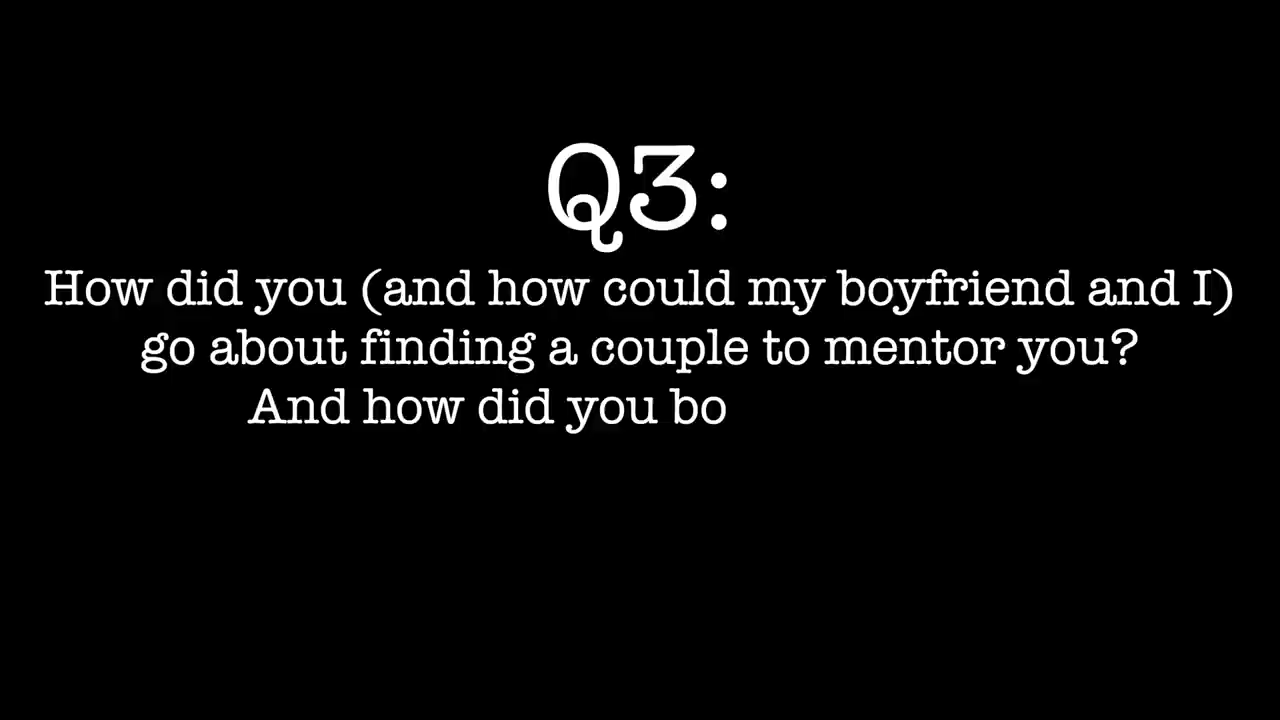 Q3:
How did you (and how could my boyfriend and I)
go about finding a couple to mentor you?
And how did you bo